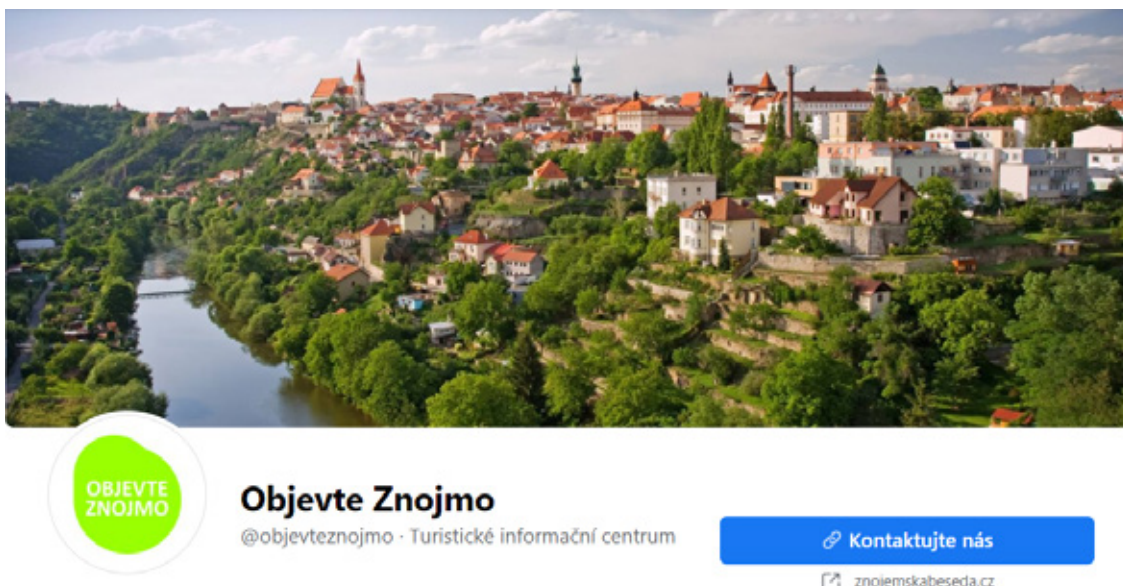 OBJEVTE
ZNOJMO
Objevte Znojmo
@objevteznojmo · Turistické informační centrum
Kontaktujte nás
znojemskabeseda.cz